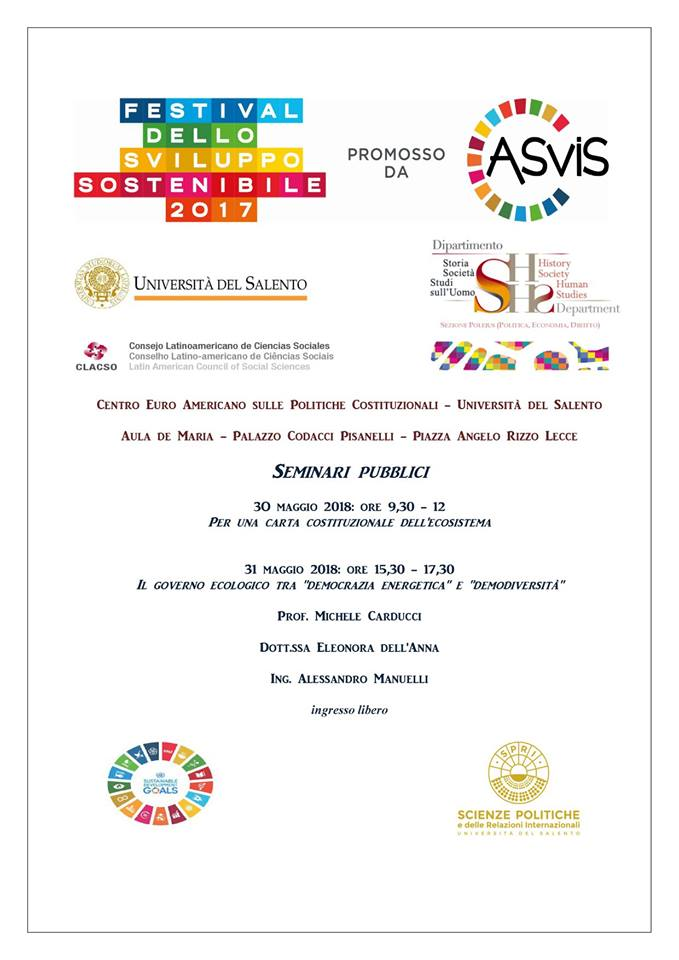 FESTIVAL
DELLO
SVILUPPO
SOSTENIBILE
2017
PROMOSSO
DA
ASviS
UNIVERSITÀ DEL SALENTO
Dipartimento
Storia
Società
Studi
sull'Uomo
SHSHS
History
Society
Human
Studies
Department
SEZIONE POLEDIS (POLITICA, ECONOMIA, DIRITTO)
CLACSO
Consejo Latinoamericano de Ciencias Sociales
Conselho Latino-americano de Ciências Sociais
Latin American Council of Social Sciences
CENTRO EURO AMERICANO SULLE POLITICHE COSTITUZIONALI – UNIVERSITÀ DEL SALENTO
AULA DE MARIA – PALAZZO CODACCI PISANELLI – PIAZZA ANGELO RIZZO LECCE
SEMINARI PUBBLICI
30 MAGGIO 2018: ORE 9,30 – 12
PER UNA CARTA COSTITUZIONALE DELL'ECOSISTEMA
31 MAGGIO 2018: ORE 15,30 – 17,30
IL GOVERNO ECOLOGICO TRA "DEMOCRAZIA ENERGETICA" E "DEMODIVERSITÀ"
PROF. MICHELE CARDUCCI
DOTT.SSA ELEONORA DELL'ANNA
ING. ALESSANDRO MANUELLI
ingresso libero
SUSTAINABLE
DEVELOPMENT
GOALS
SPRI
SCIENZE POLITICHE
e delle Relazioni Internazionali
UNIVERSITÀ DEL SALENTO